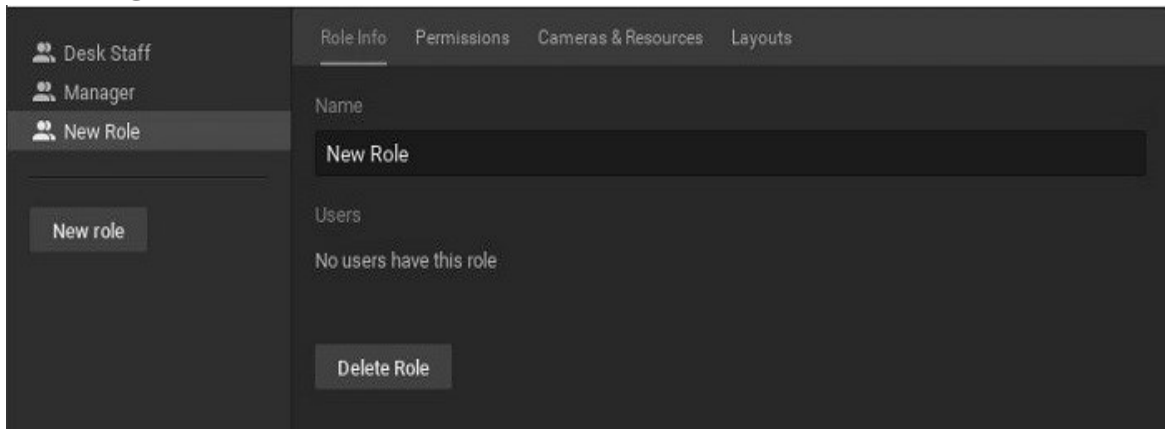 Desk Staff
Manager
New Role
New role
Role Info Permissions Cameras & Resources Layouts
Name
New Role
Users
No users have this role
Delete Role